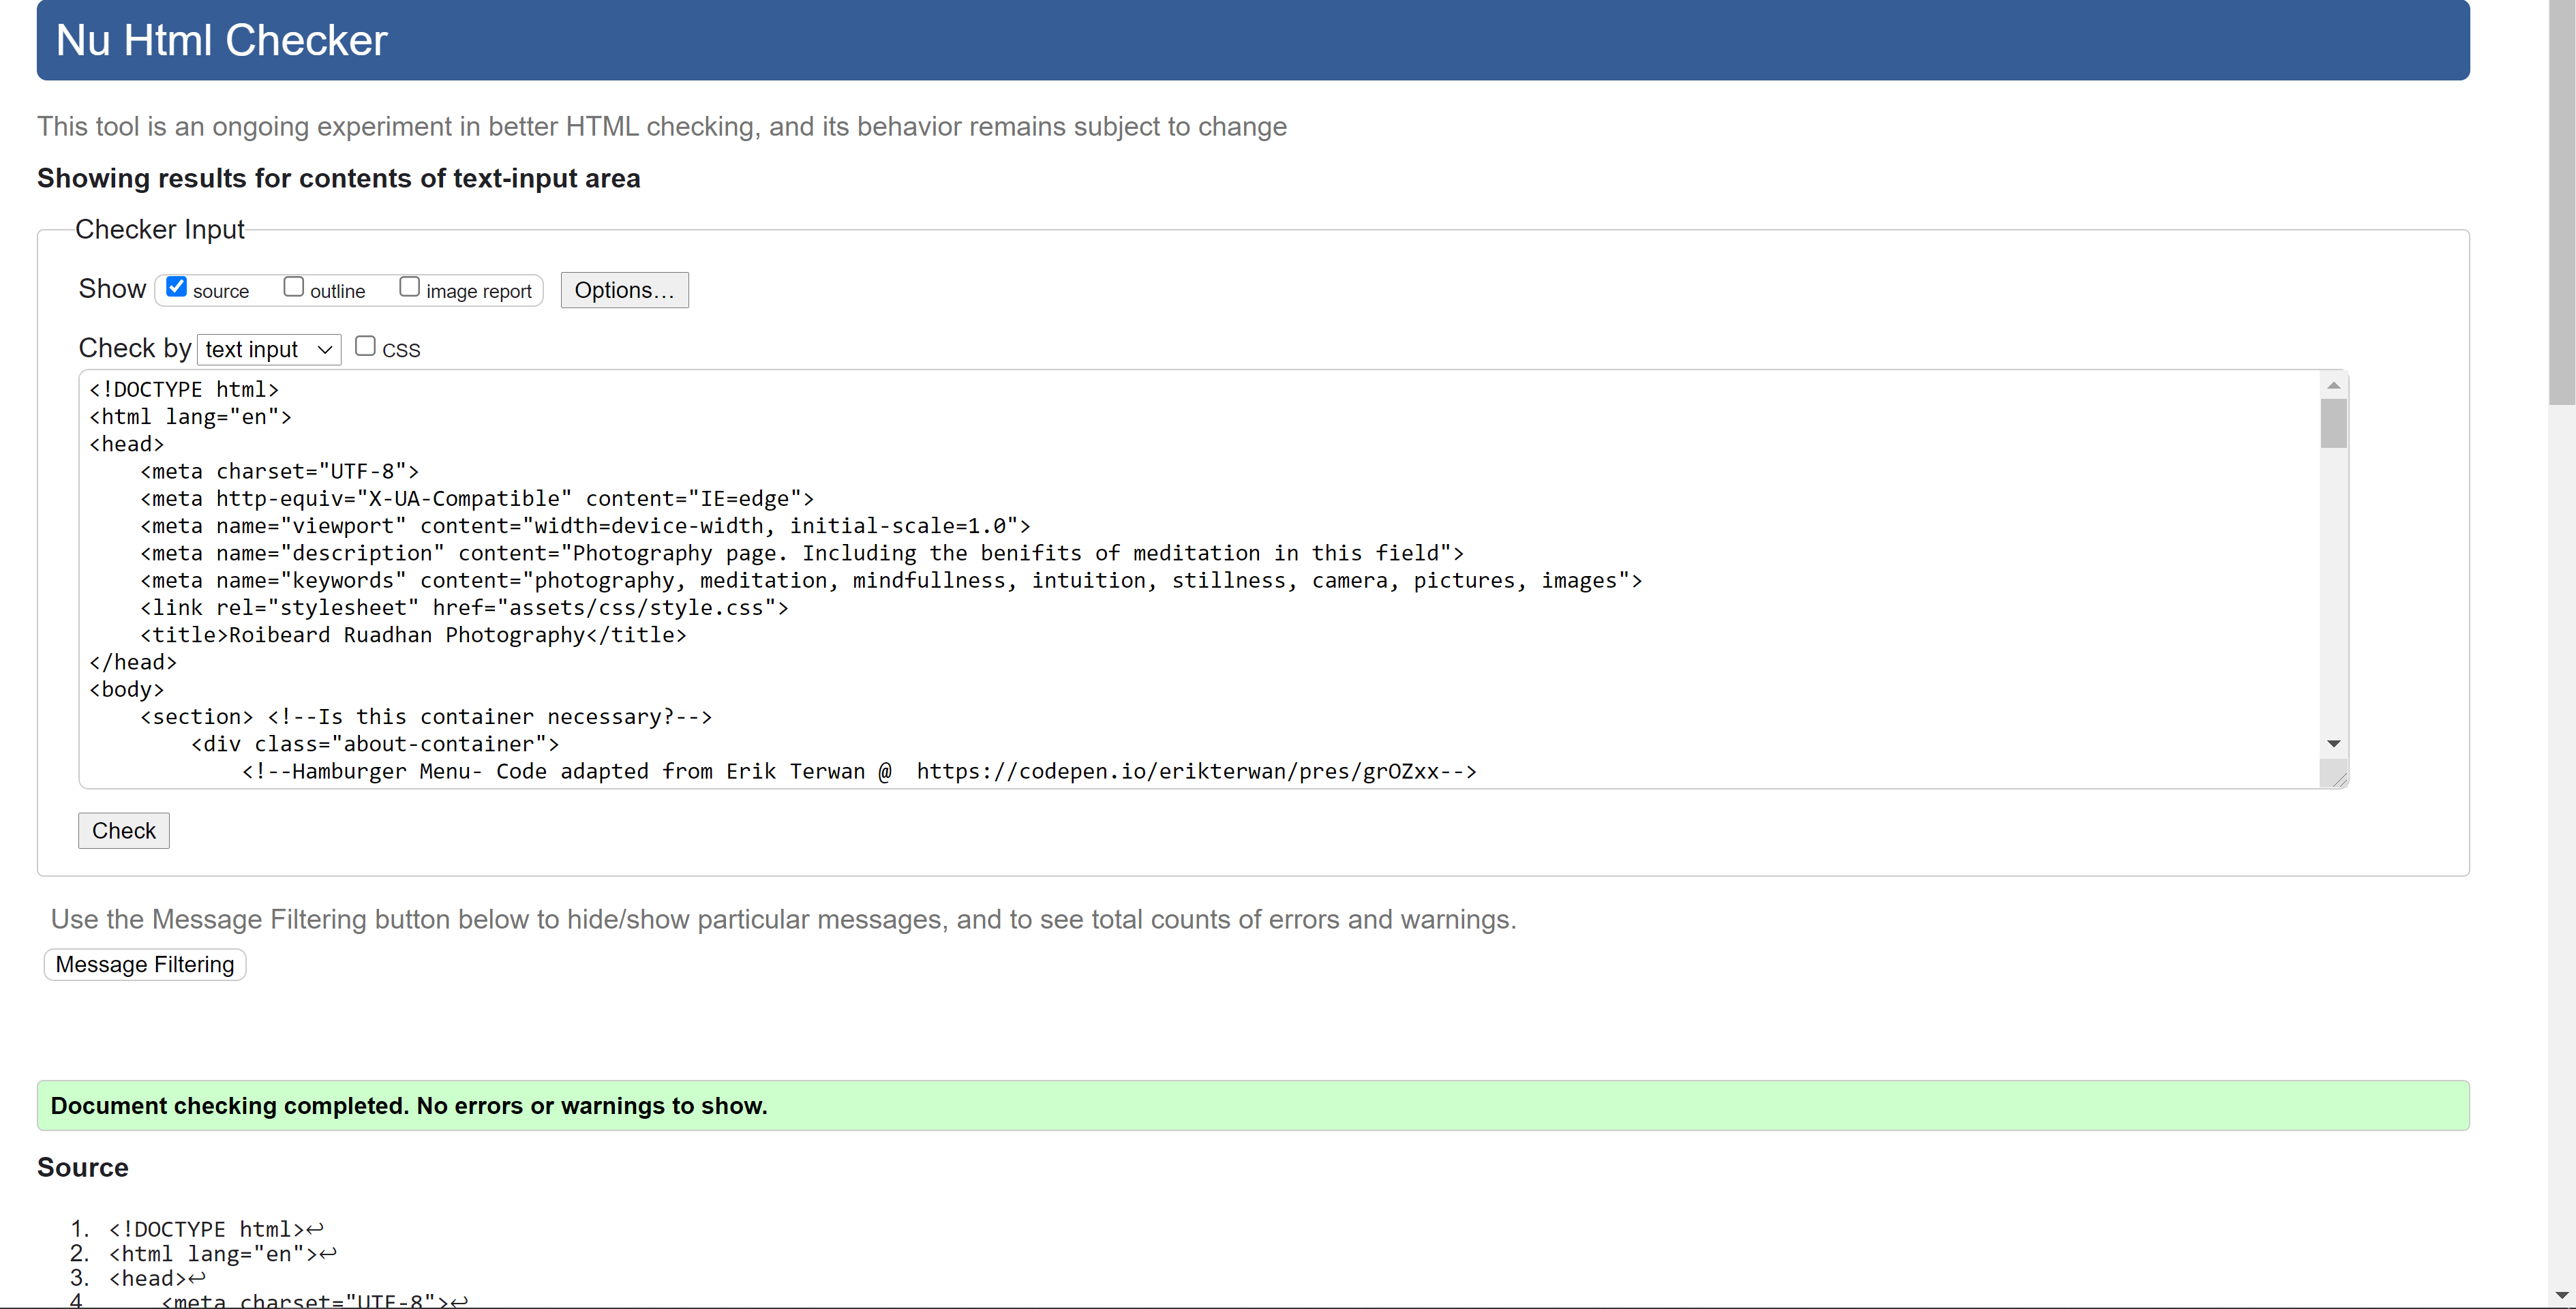 Nu Html Checker
This tool is an ongoing experiment in better HTML checking, and its behavior remains subject to change
Showing results for contents of text-input area
Checker Input
Show source outline image report Options...
Check by text input CSS
<!DOCTYPE html>
<html lang="en">
<head>
    <meta charset="UTF-8">
    <meta http-equiv="X-UA-Compatible" content="IE=edge">
    <meta name="viewport" content="width=device-width, initial-scale=1.0">
    <meta name="description" content="Photography page. Including the benifits of meditation in this field">
    <meta name="keywords" content="photography, meditation, mindfullness, intuition, stillness, camera, pictures, images">
    <link rel="stylesheet" href="assets/css/style.css">
    <title>Roibeard Ruadhan Photography</title>
</head>
<body>
    <section> <!--Is this container necessary?-->
        <div class="about-container">
            <!--Hamburger Menu- Code adapted from Erik Terwan @  https://codepen.io/erikterwan/pres/grOZxx-->
Check
Use the Message Filtering button below to hide/show particular messages, and to see total counts of errors and warnings.
Message Filtering
Document checking completed. No errors or warnings to show.
Source
1. <!DOCTYPE html>↩
2. <html lang="en">↩
3. <head>↩
4     <meta charset="UTF-8">↩